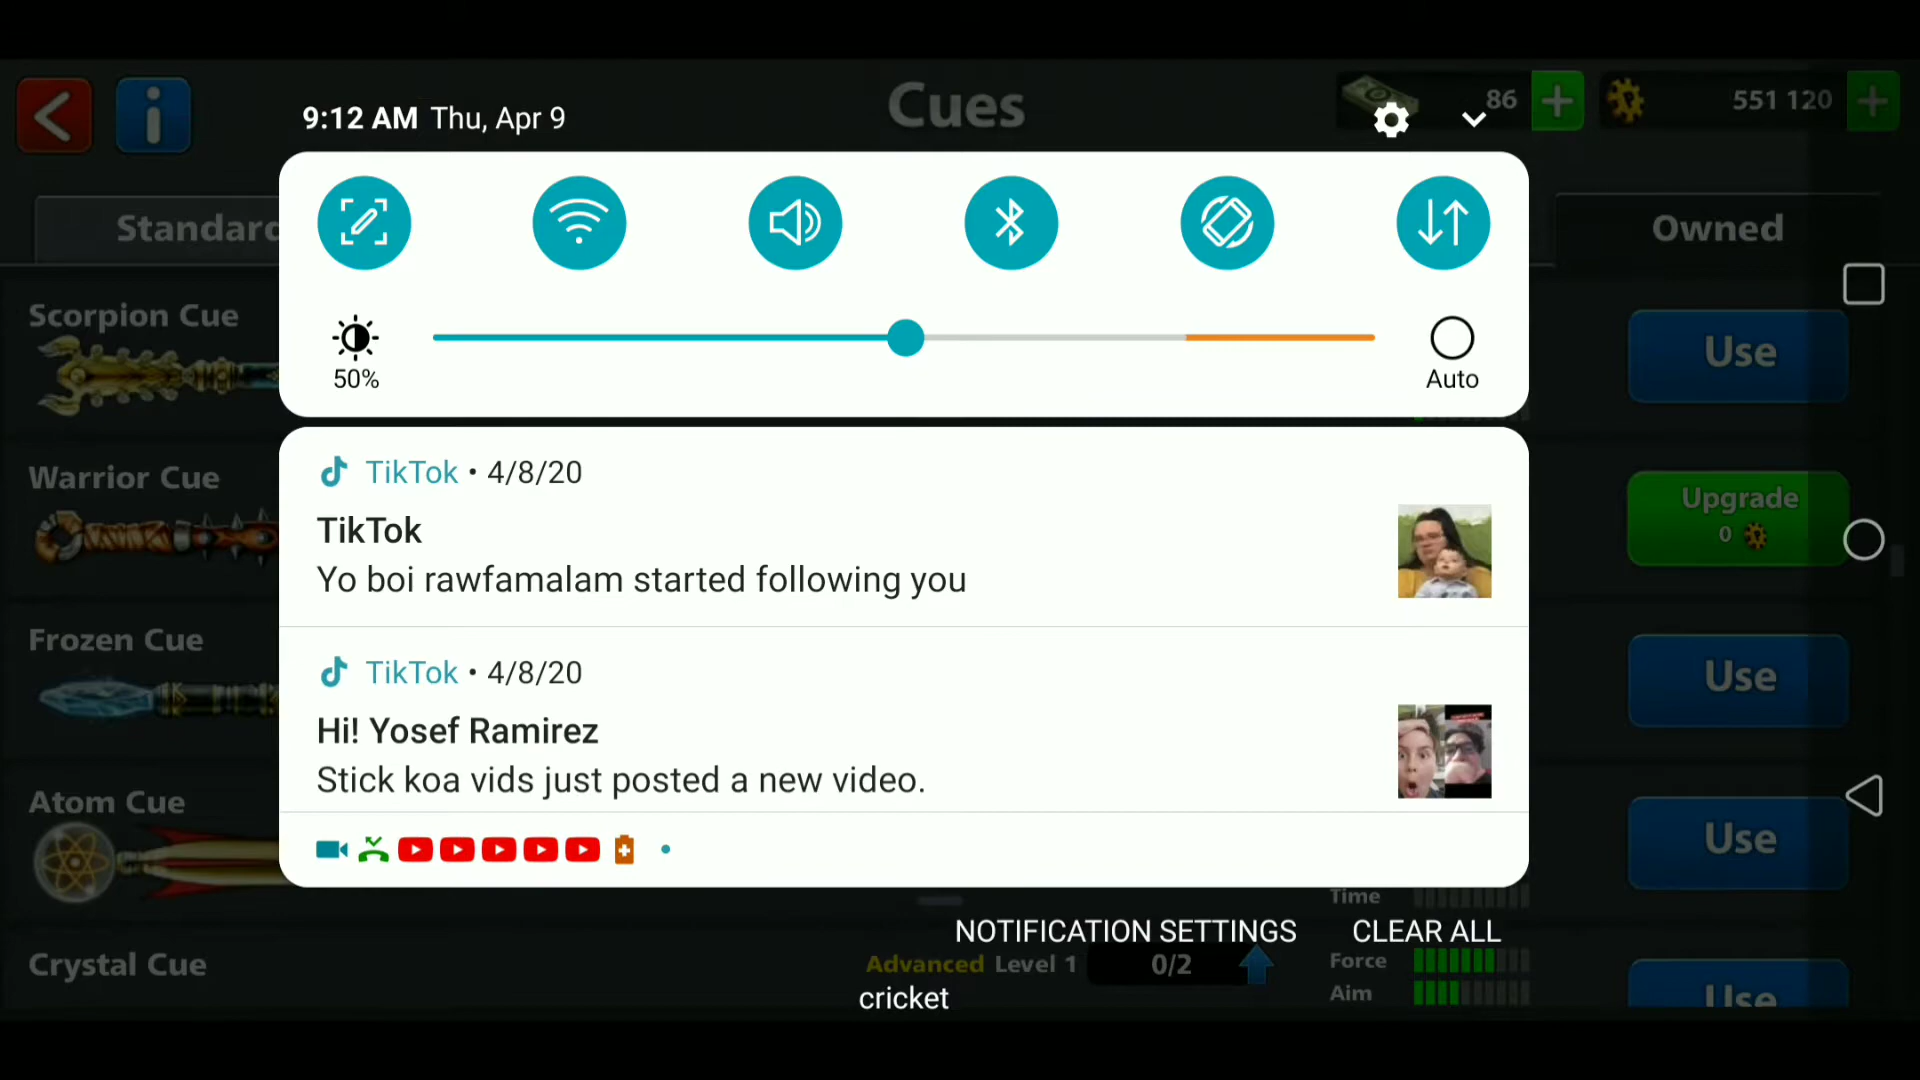 Cues
86
551 120
9:12 AM Thu, Apr 9
Standard
Owned
50%
Auto
Scorpion Cue
Use
TikTok • 4/8/20
TikTok
Yo boi rawfamalam started following you
Warrior Cue
Upgrade
0
TikTok • 4/8/20
Hi! Yosef Ramirez
Stick koa vids just posted a new video.
Frozen Cue
Use
Atom Cue
Use
Time
NOTIFICATION SETTINGS
CLEAR ALL
Crystal Cue
Advanced Level 1
0/2
Force
Aim
Use
cricket